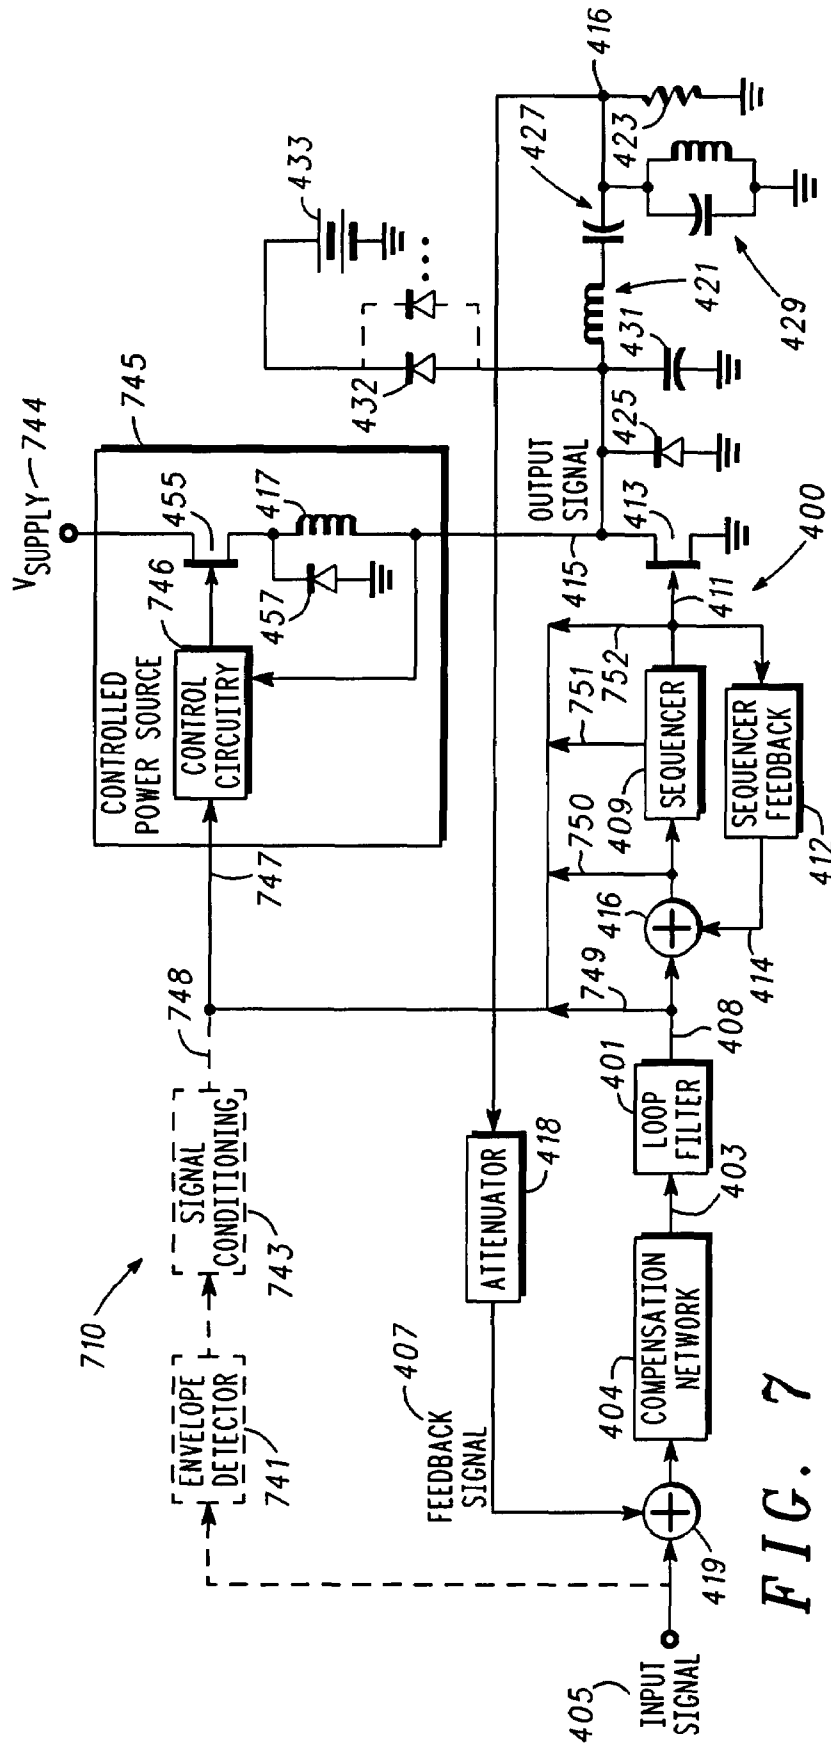 710
ENVELOPE
DETECTOR
741
SIGNAL
CONDITIONING
743
748
747
CONTROLLED
POWER SOURCE
CONTROL
CIRCUITRY
746
VSUPPLY
744
745
455
417
457
432
433
FEEDBACK
SIGNAL
407
ATTENUATOR
418
OUTPUT
SIGNAL
415
425
431
421
427
416
423
429
413
411
400
405
INPUT
SIGNAL
419
404
COMPENSATION
NETWORK
403
401
LOOP
FILTER
408
749
416
414
750
409
SEQUENCER
751
752
SEQUENCER
FEEDBACK
412
FIG. 7